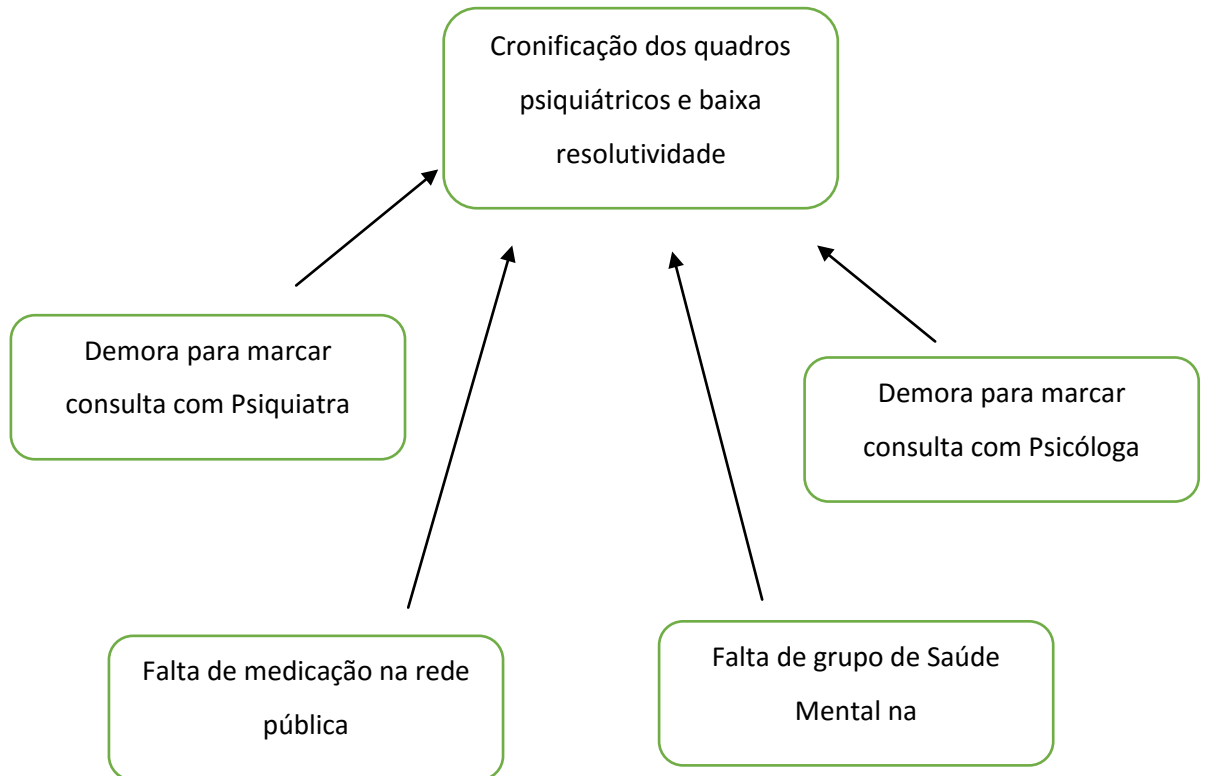 Cronificação dos quadros
psiquiátricos e baixa
resolutividade
Demora para marcar
consulta com Psiquiatra
Demora para marcar
consulta com Psicóloga
Falta de medicação na rede
pública
Falta de grupo de Saúde
Mental na